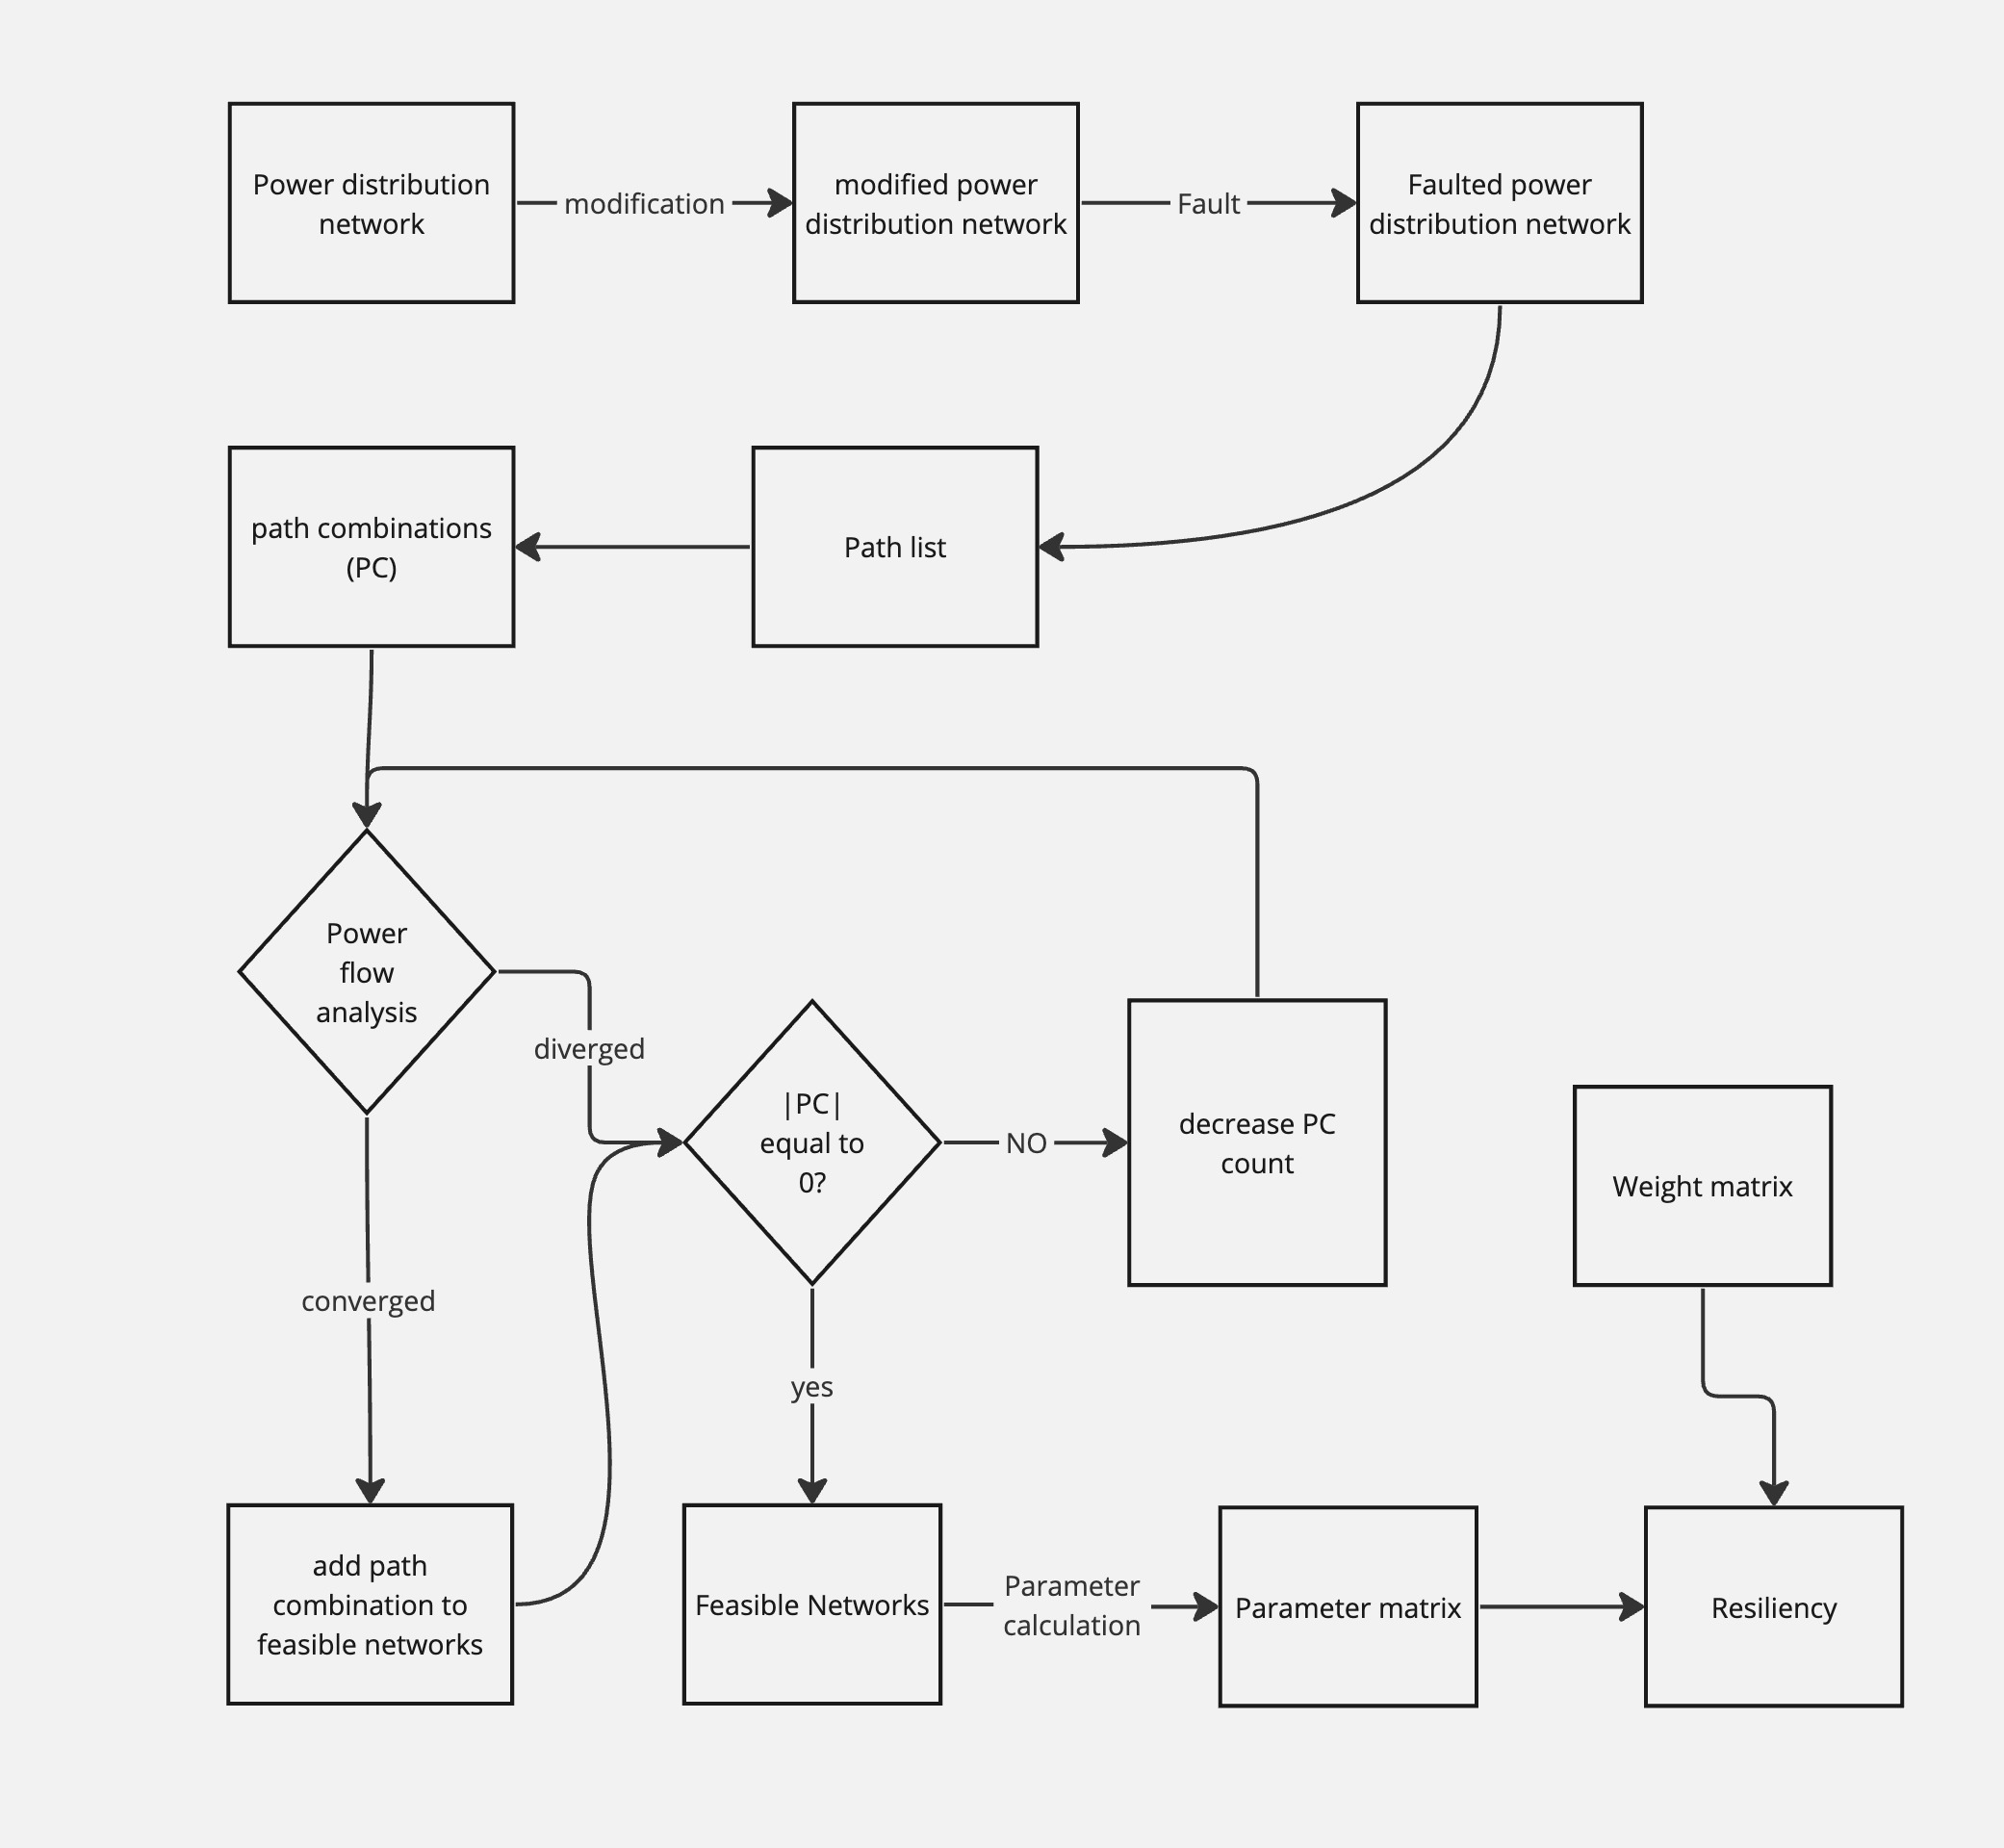 Power distribution
network
modification
modified power
distribution network
Fault
Faulted power
distribution network
path combinations
(PC)
Path list
Power
flow
analysis
diverged
|PC|
equal to
0?
NO
decrease PC
count
Weight matrix
converged
yes
add path
combination to
feasible networks
Feasible Networks
Parameter
calculation
Parameter matrix
Resiliency